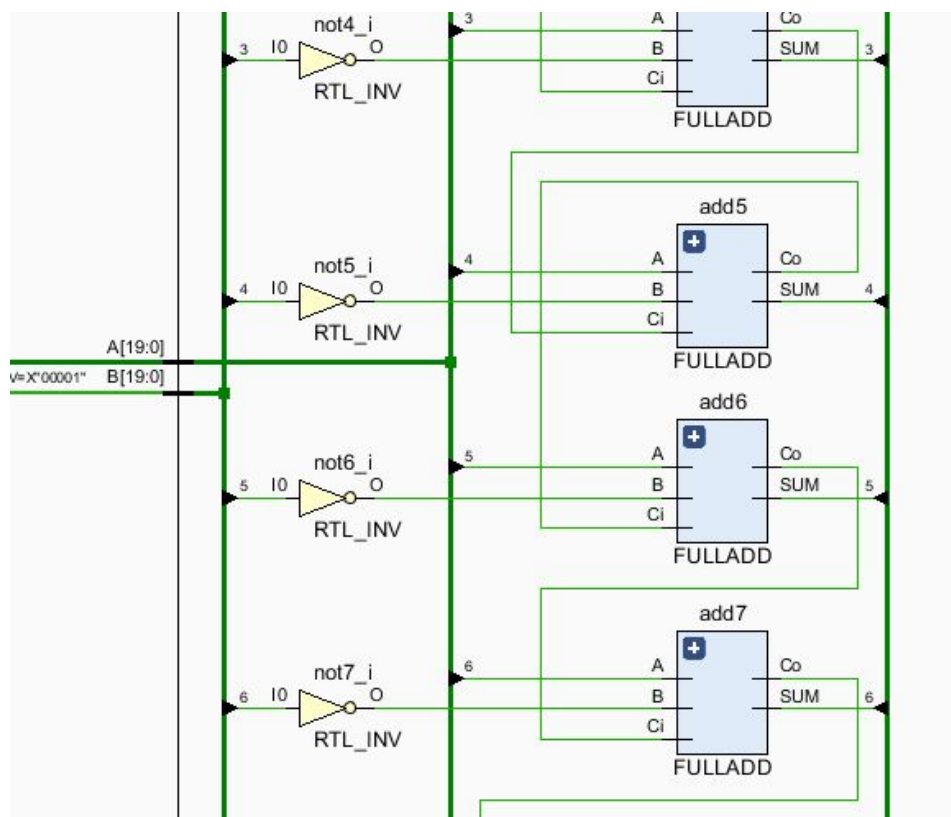 not4_i
3 I0 O
RTL_INV
3 A Co
B SUM 3
Ci
FULLADD
add5
not5_i
4 I0 O
RTL_INV
4 A Co
B SUM 4
Ci
FULLADD
A[19:0]
V=X"00001" B[19:0]
add6
not6_i
5 I0 O
RTL_INV
5 A Co
B SUM 5
Ci
FULLADD
add7
not7_i
6 I0 O
RTL_INV
6 A Co
B SUM 6
Ci
FULLADD